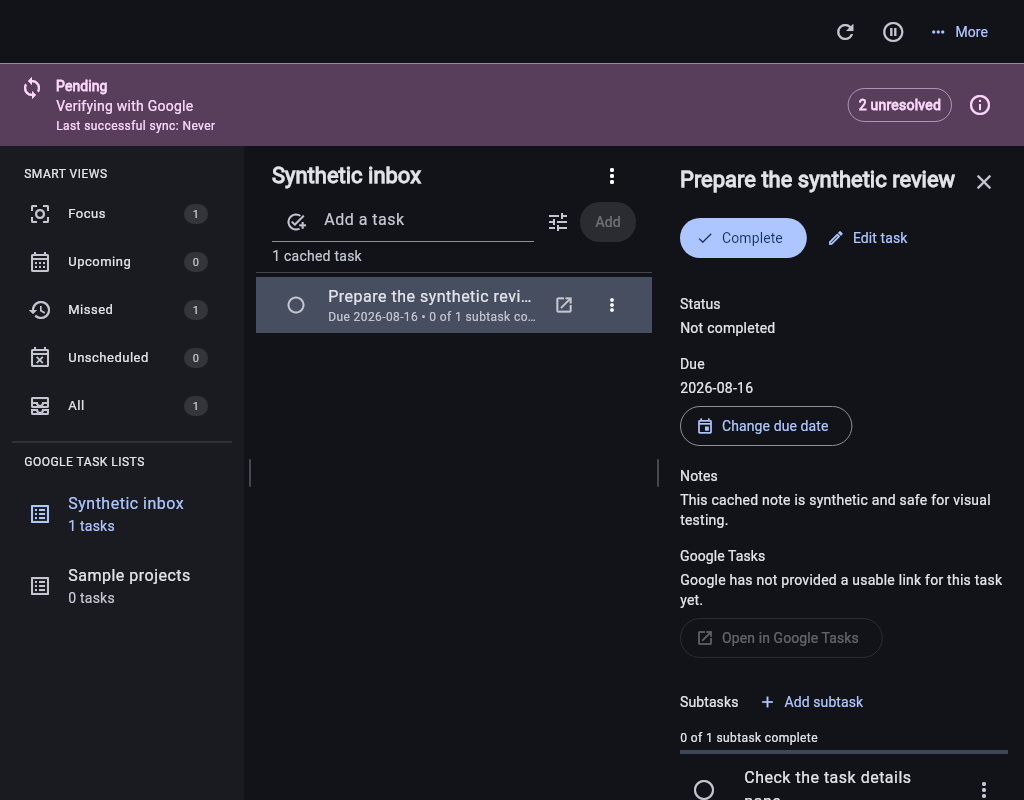 More
Pending
Verifying with Google
Last successful sync: Never
2 unresolved
SMART VIEWS
Focus
1
Upcoming
0
Missed
1
Unscheduled
0
All
1
GOOGLE TASK LISTS
Synthetic inbox
1 tasks
Sample projects
0 tasks
Synthetic inbox
Add a task
Add
1 cached task
Prepare the synthetic revi...
Due 2026-08-16 • 0 of 1 subtask co...
Prepare the synthetic review
Complete
Edit task
Status
Not completed
Due
2026-08-16
Change due date
Notes
This cached note is synthetic and safe for visual
testing.
Google Tasks
Google has not provided a usable link for this task
yet.
Open in Google Tasks
Subtasks
Add subtask
0 of 1 subtask complete
Check the task details